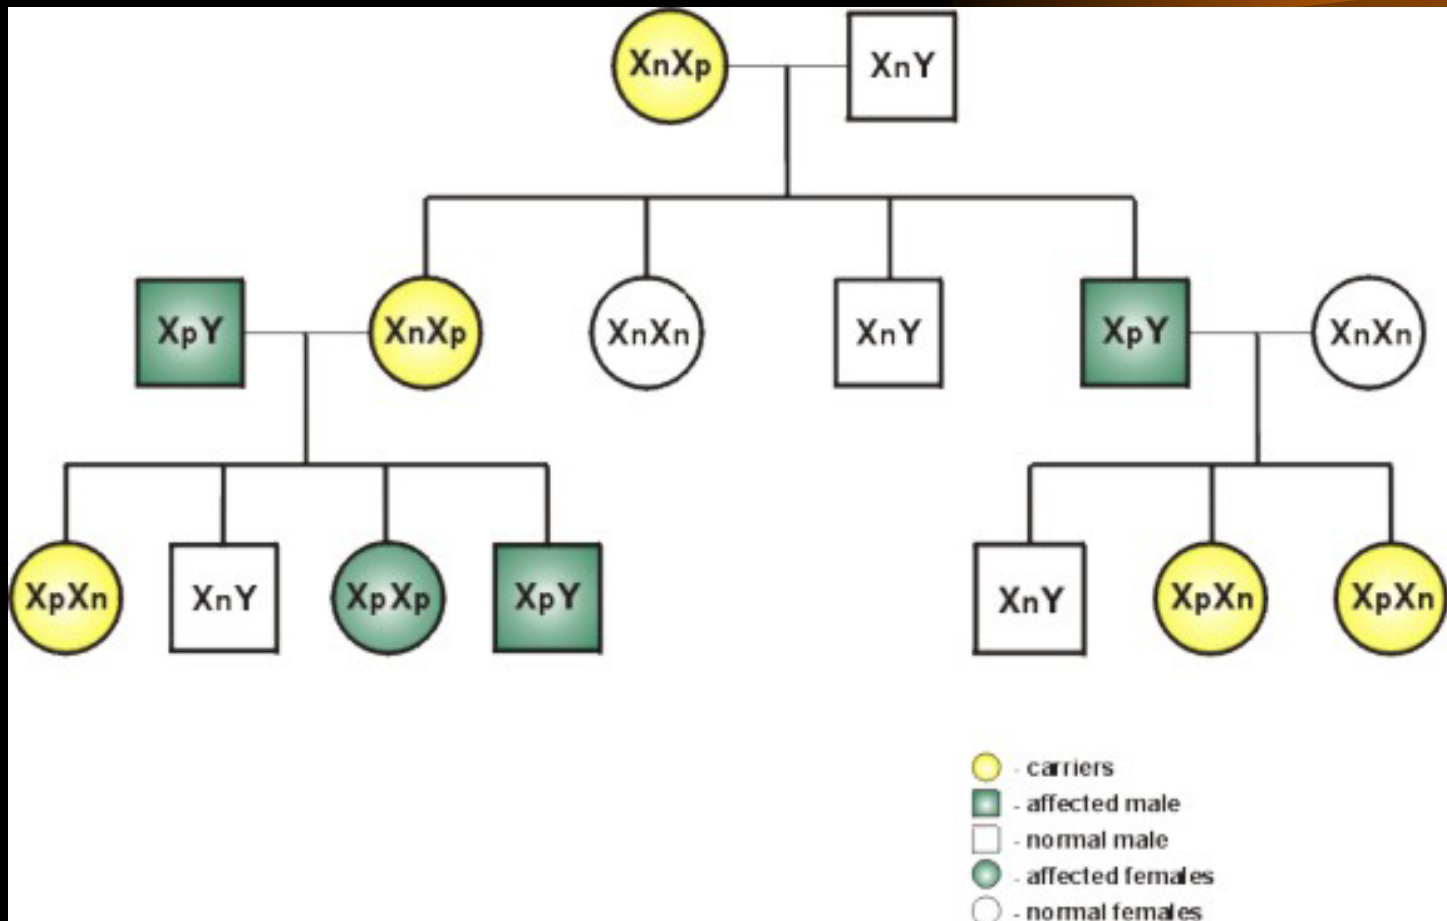 XnXp XnY
XpY XnXp XnXn XnY XpY XnXn
XpXn XnY XpXp XpY XnY XpXn XpXn
- carriers
- affected male
- normal male
- affected females
- normal females